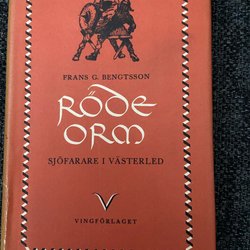 FRANS G. BENGTSSON
RÖDE
ORM
SJÖFARARE I VÄSTERLED
V
VINGFÖRLAGET